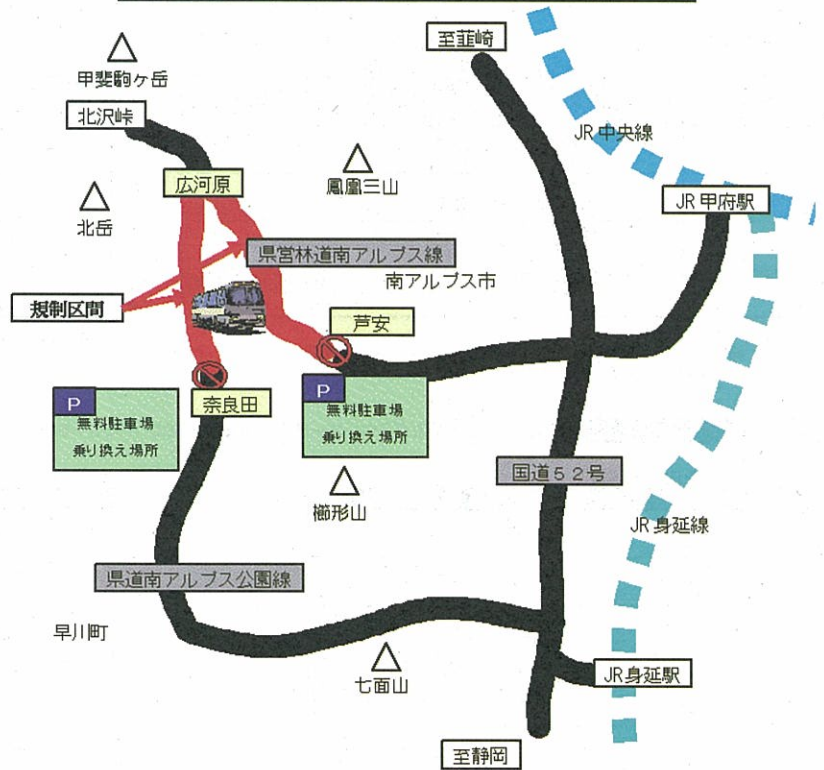 至韮崎
甲斐駒ヶ岳
北沢峠
JR中央線
広河原
鳳凰三山
JR甲府駅
北岳
県営林道南アルプス線
南アルプス市
規制区間
芦安
P
無料駐車場
乗り換え場所
奈良田
P
無料駐車場
乗り換え場所
国道52号
櫛形山
JR身延線
県道南アルプス公園線
早川町
七面山
JR身延駅
至静岡